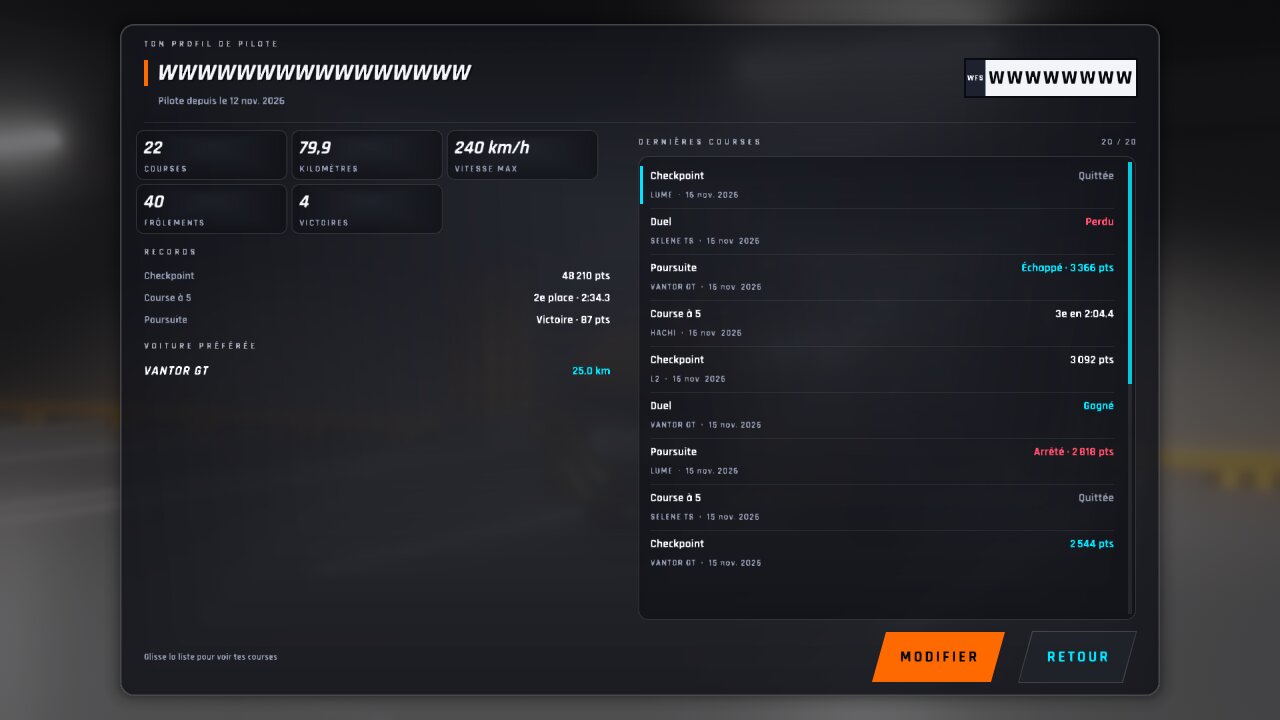 TON PROFIL DE PILOTE
WWWWWWWWWWWWWWWW
Pilote depuis le 12 nov. 2026
WFS WWWWWWWW
22
COURSES
79,9
KILOMÈTRES
240 km/h
VITESSE MAX
40
FRÔLEMENTS
4
VICTOIRES
RECORDS
Checkpoint 48 210 pts
Course à 5 2e place · 2:34.3
Poursuite Victoire · 87 pts
VOITURE PRÉFÉRÉE
VANTOR GT 25.0 km
DERNIÈRES COURSES 20 / 20
Checkpoint Quittée
LUME · 16 nov. 2026
Duel Perdu
SELENE TS · 16 nov. 2026
Poursuite Échappé · 3 366 pts
VANTOR GT · 16 nov. 2026
Course à 5 3e en 2:04.4
HACHI · 16 nov. 2026
Checkpoint 3 092 pts
L2 · 16 nov. 2026
Duel Gagné
VANTOR GT · 15 nov. 2026
Poursuite Arrêté · 2 818 pts
LUME · 15 nov. 2026
Course à 5 Quittée
SELENE TS · 15 nov. 2026
Checkpoint 2 544 pts
VANTOR GT · 15 nov. 2026
Glisse la liste pour voir tes courses
MODIFIER
RETOUR